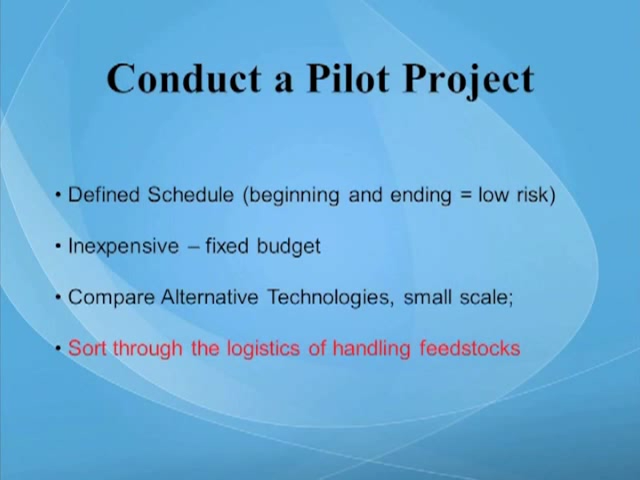 Conduct a Pilot Project
• Defined Schedule (beginning and ending = low risk)
• Inexpensive – fixed budget
• Compare Alternative Technologies, small scale;
• Sort through the logistics of handling feedstocks